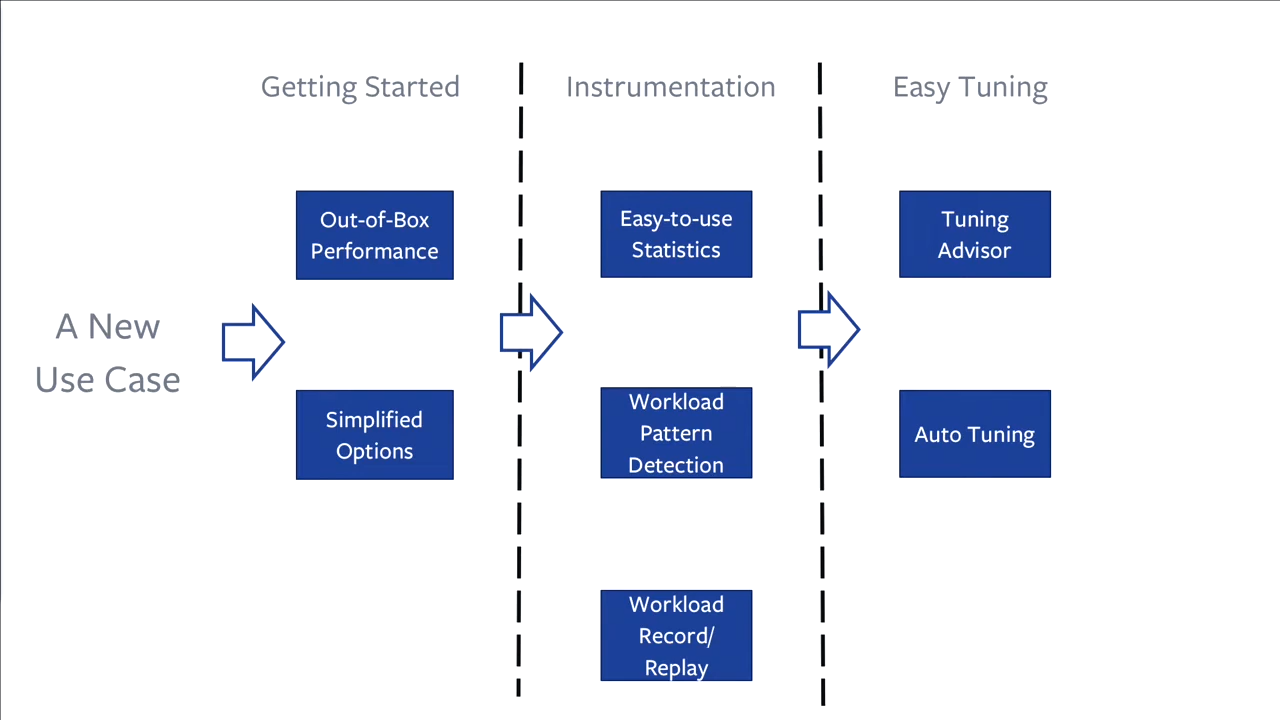 Getting Started
Instrumentation
Easy Tuning
Out-of-Box
Performance
Easy-to-use
Statistics
Tuning
Advisor
A New
Use Case
Simplified
Options
Workload
Pattern
Detection
Auto Tuning
Workload
Record/
Replay